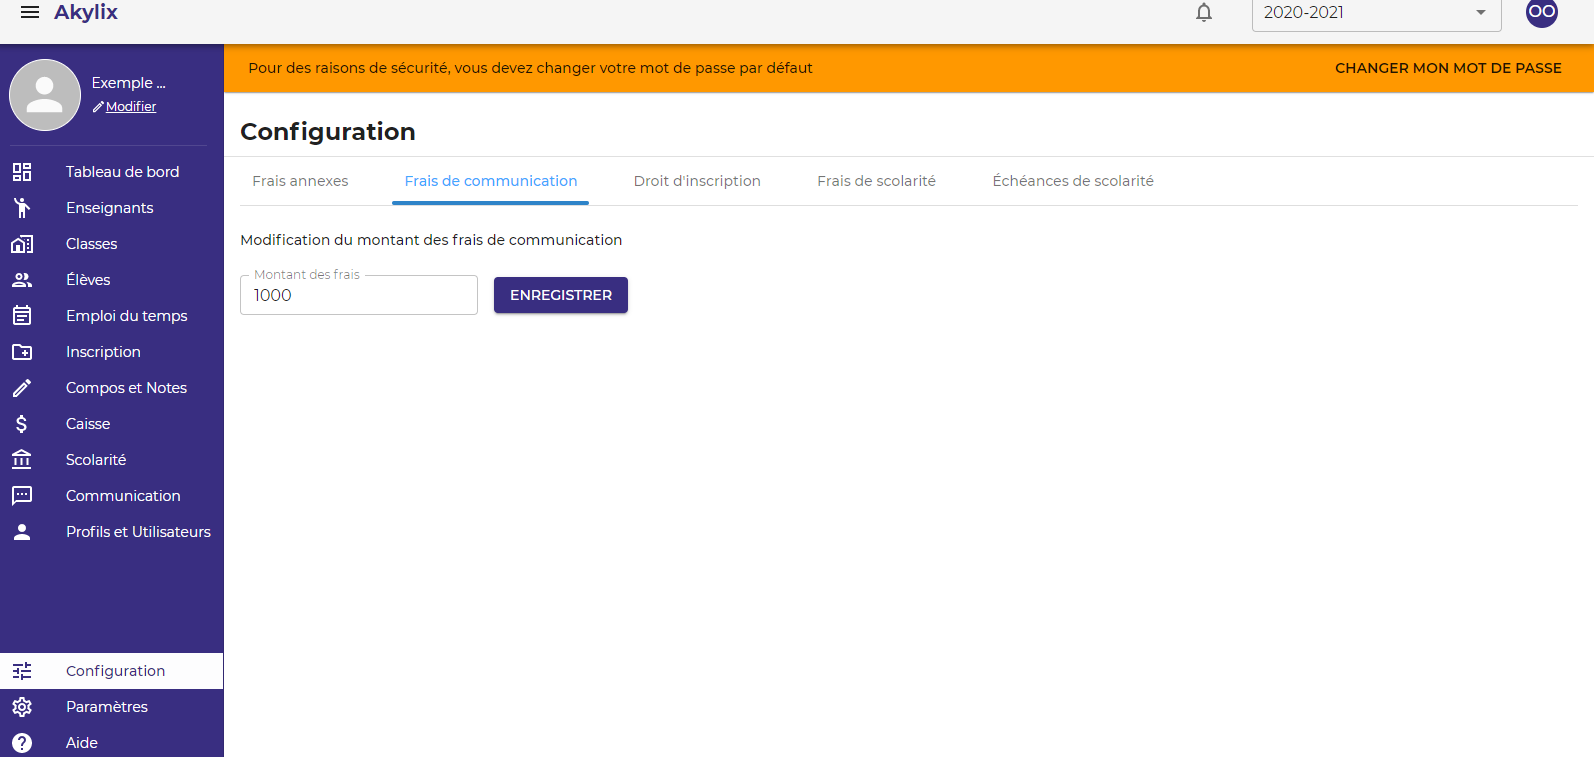 Akylix
2020-2021
OO
Exemple ...
Modifier
Pour des raisons de sécurité, vous devez changer votre mot de passe par défaut
CHANGER MON MOT DE PASSE
Tableau de bord
Enseignants
Classes
Élèves
Emploi du temps
Inscription
Compos et Notes
Caisse
Scolarité
Communication
Profils et Utilisateurs
Configuration
Paramètres
Aide
Configuration
Frais annexes
Frais de communication
Droit d'inscription
Frais de scolarité
Échéances de scolarité
Modification du montant des frais de communication
Montant des frais
1000
ENREGISTRER